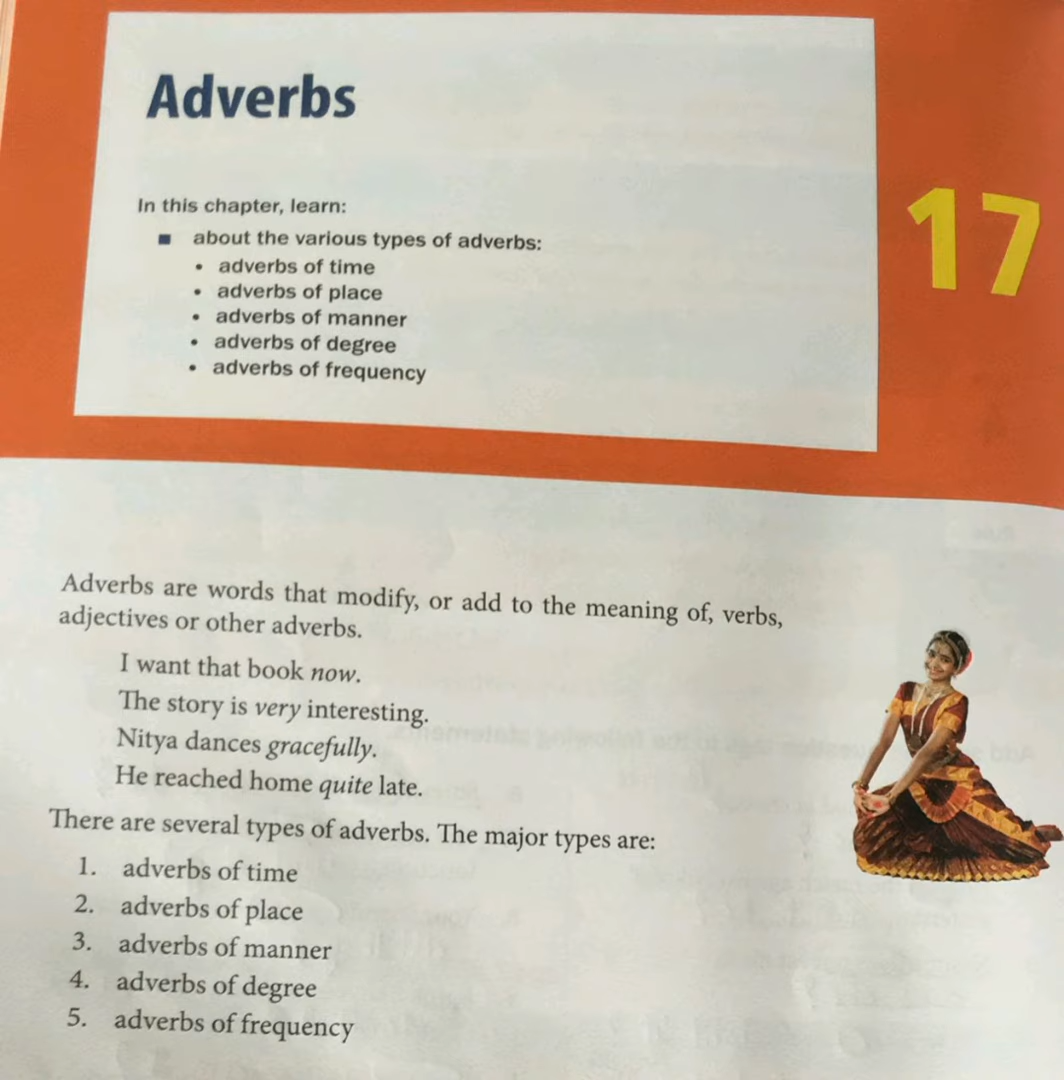 Adverbs
In this chapter, learn:
■ about the various types of adverbs:
• adverbs of time
• adverbs of place
• adverbs of manner
• adverbs of degree
• adverbs of frequency
17
Adverbs are words that modify, or add to the meaning of, verbs,
adjectives or other adverbs.
I want that book now.
The story is very interesting.
Nitya dances gracefully.
He reached home quite late.
There are several types of adverbs. The major types are:
1. adverbs of time
2. adverbs of place
3. adverbs of manner
4. adverbs of degree
5. adverbs of frequency